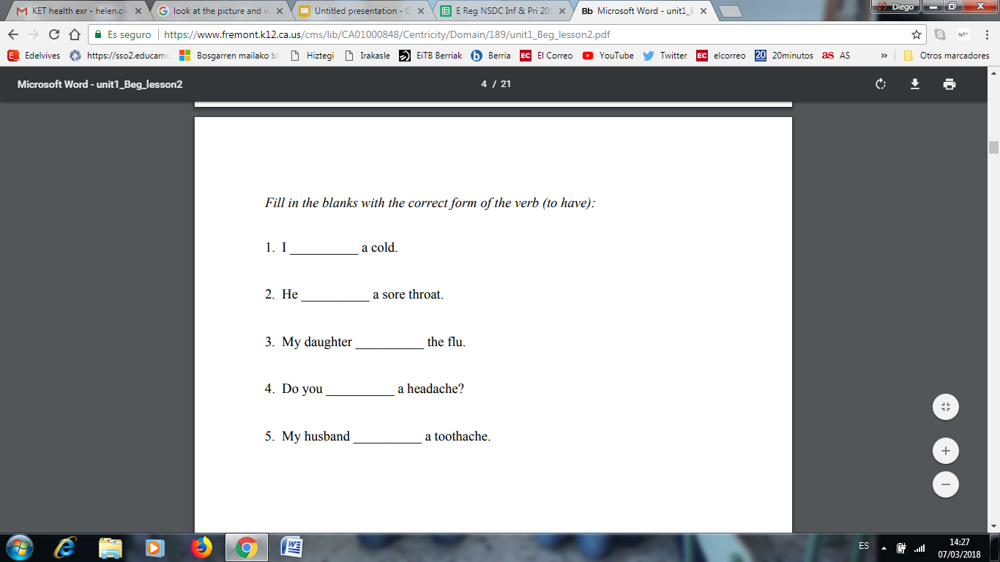 KET health exr - helen.civ
look at the picture and w
Untitled presentation - G
E Reg NSDC Inf & Pri 201
Bb Microsoft Word - unit1_B
Diego
Es seguro https://www.fremont.k12.ca.us/cms/lib/CA01000848/Centricity/Domain/189/unit1_Beg_lesson2.pdf
Edelvives https://sso2.educamc Bosgarren mailako bl Hiztegi Irakasle EiTB Berriak Berria EC El Correo YouTube Twitter EC elcorreo 20 20minutos as AS » Otros marcadores
Microsoft Word - unit1_Beg_lesson2 4 / 21
Fill in the blanks with the correct form of the verb (to have):
1. I __________ a cold.
2. He __________ a sore throat.
3. My daughter __________ the flu.
4. Do you __________ a headache?
5. My husband __________ a toothache.
ES 14:27
07/03/2018